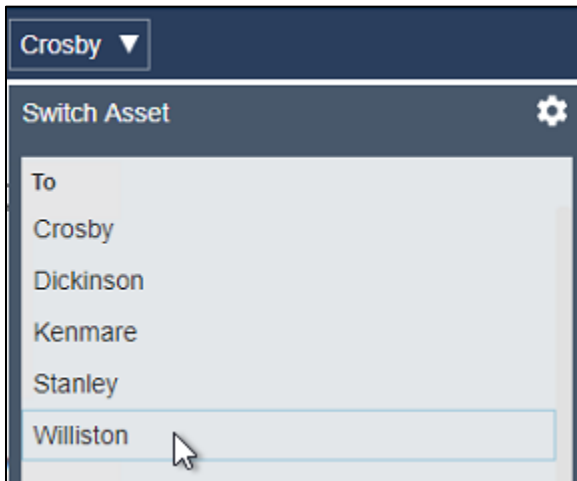 Crosby ▼
Switch Asset
To
Crosby
Dickinson
Kenmare
Stanley
Williston